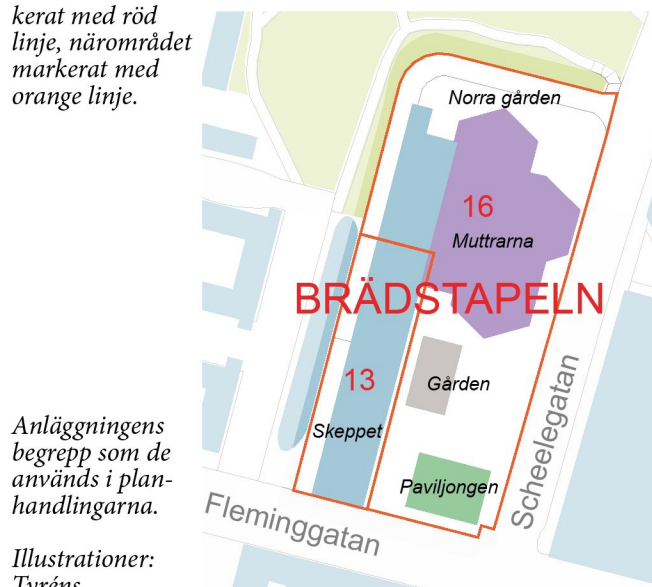 kerat med röd
linje, närområdet
markerat med
orange linje.
Norra gården
16
Muttrarna
BRÄDSTAPELN
13
Gården
Skeppet
Paviljongen
Scheelegatan
Fleminggatan
Anläggningens
begrepp som de
används i plan-
handlingarna.
Illustrationer:
Tyréns